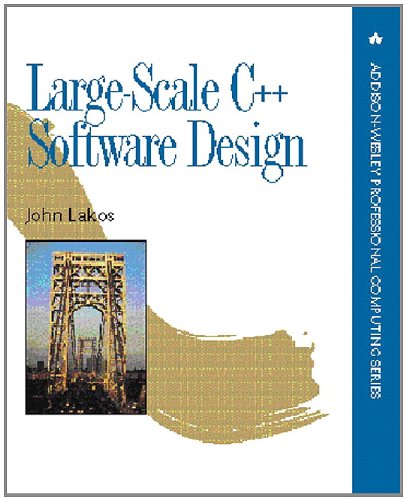 Large-Scale C++
Software Design
John Lakos
ADDISON-WESLEY PROFESSIONAL COMPUTING SERIES